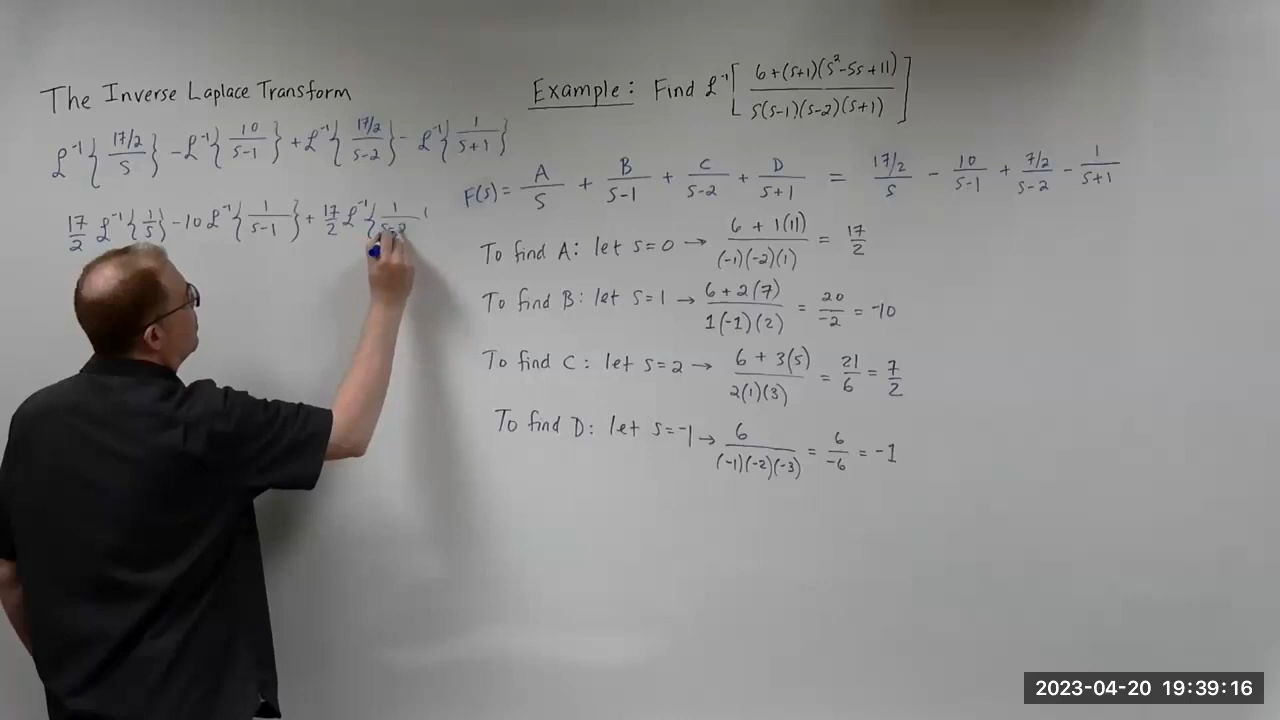 The Inverse Laplace Transform
ℒ⁻¹{ (17/2)/s } - ℒ⁻¹{ 10/(s-1) } + ℒ⁻¹{ (17/2)/(s-2) } - ℒ⁻¹{ 1/(s+1) }
17/2 ℒ⁻¹{ 1/s } - 10 ℒ⁻¹{ 1/(s-1) } + 17/2 ℒ⁻¹{ 1/(s-2)
Example: Find ℒ⁻¹[ (6+(s+1)(s²-5s+11)) / (s(s-1)(s-2)(s+1)) ]
F(s) = A/s + B/(s-1) + C/(s-2) + D/(s+1) = (17/2)/s - 10/(s-1) + (7/2)/(s-2) - 1/(s+1)
To find A: let s=0 → (6 + 1(11)) / ((-1)(-2)(1)) = 17/2
To find B: let s=1 → (6 + 2(7)) / (1(-1)(2)) = 20/-2 = -10
To find C: let s=2 → (6 + 3(5)) / (2(1)(3)) = 21/6 = 7/2
To find D: let s=-1 → 6 / ((-1)(-2)(-3)) = 6/-6 = -1
2023-04-20 19:39:16